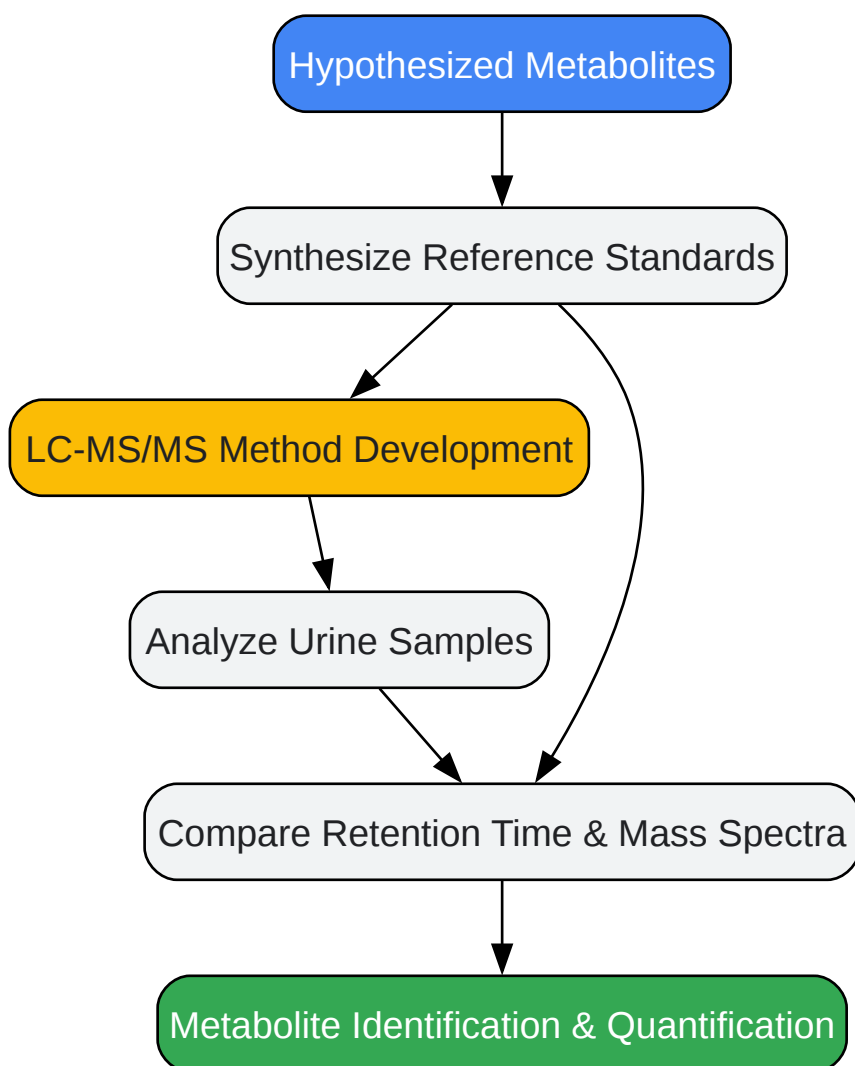 Hypothesized Metabolites
Synthesize Reference Standards
LC-MS/MS Method Development
Analyze Urine Samples
Compare Retention Time & Mass Spectra
Metabolite Identification & Quantification